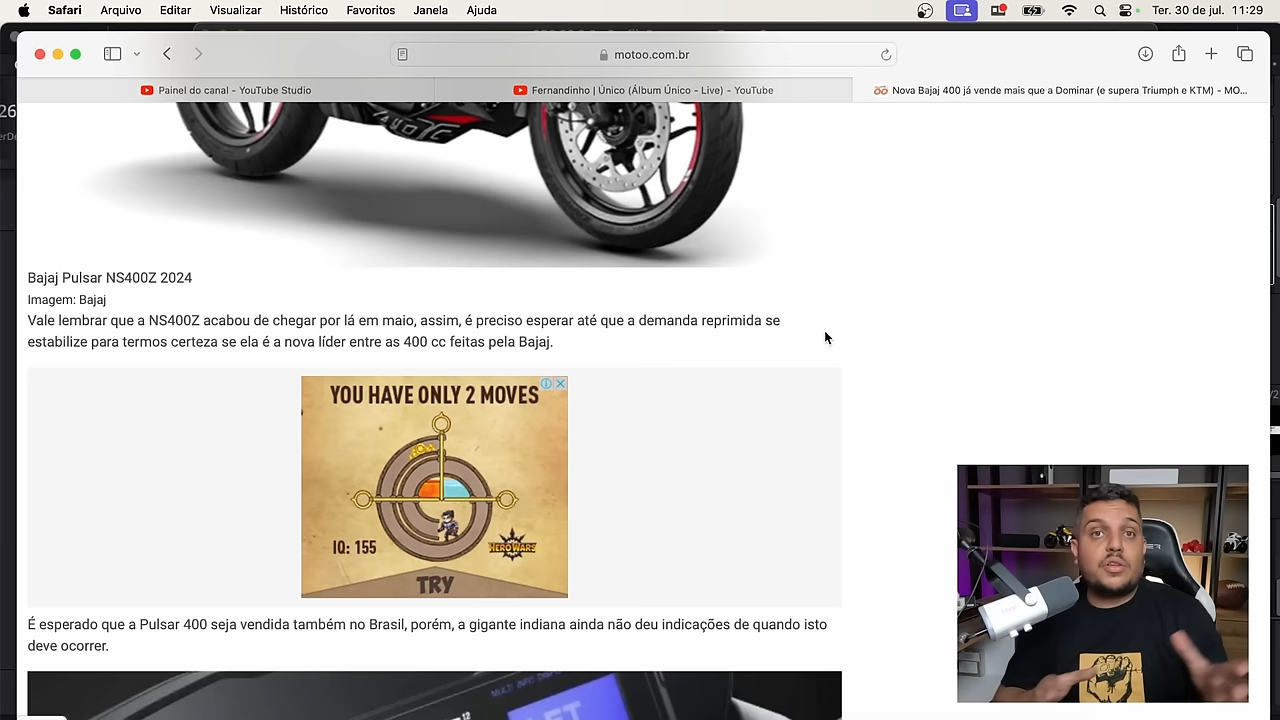 Safari Arquivo Editar Visualizar Histórico Favoritos Janela Ajuda Ter. 30 de jul. 11:29
motoo.com.br
Painel do canal - YouTube Studio
Fernandinho | Único (Álbum Único - Live) - YouTube
Nova Bajaj 400 já vende mais que a Dominar (e supera Triumph e KTM) - MO...
26
Bajaj Pulsar NS400Z 2024
Imagem: Bajaj
Vale lembrar que a NS400Z acabou de chegar por lá em maio, assim, é preciso esperar até que a demanda reprimida se
estabilize para termos certeza se ela é a nova líder entre as 400 cc feitas pela Bajaj.
YOU HAVE ONLY 2 MOVES
IQ: 155
HERO WARS
TRY
É esperado que a Pulsar 400 seja vendida também no Brasil, porém, a gigante indiana ainda não deu indicações de quando isto
deve ocorrer.